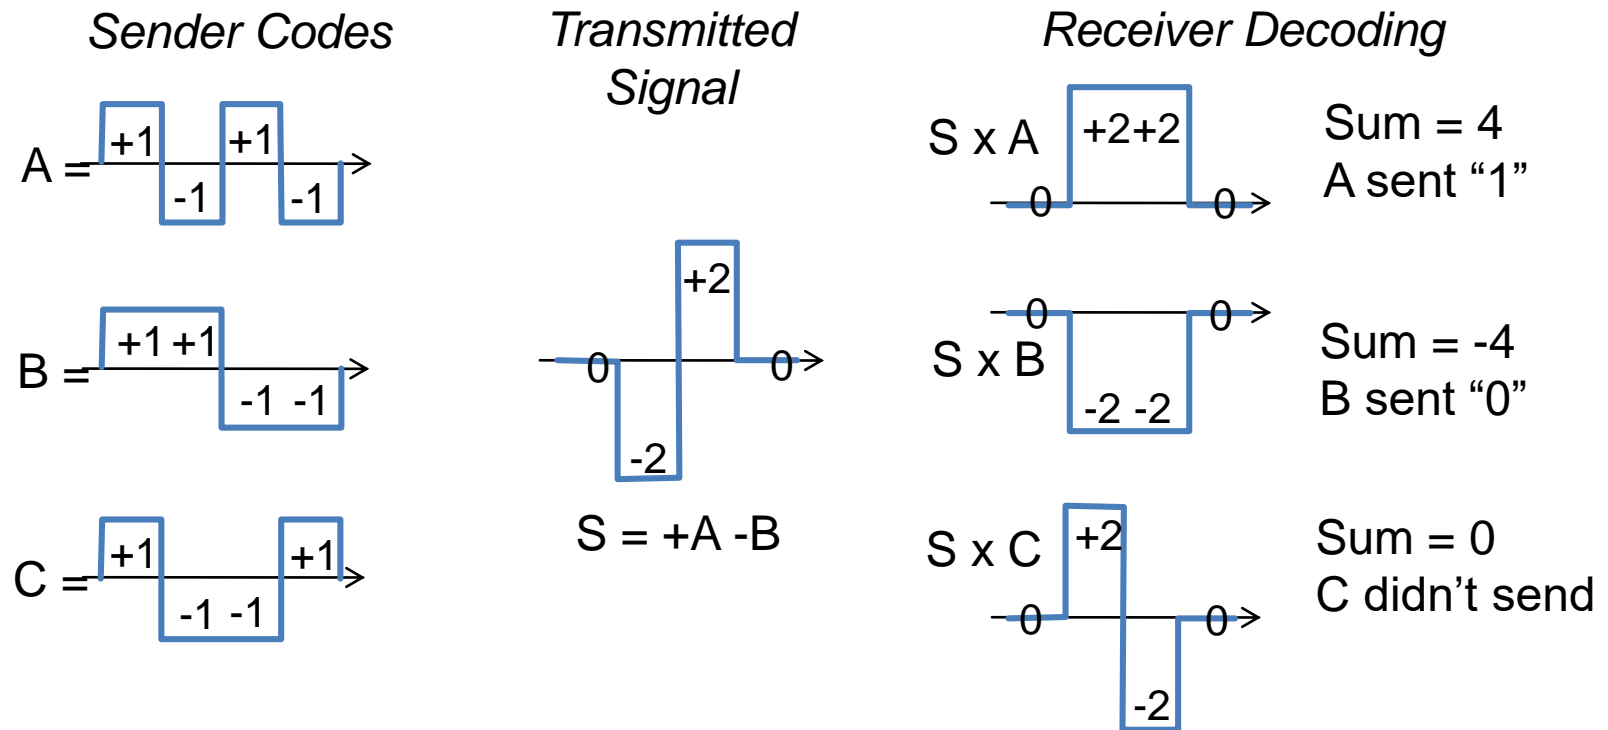 Sender Codes
Transmitted
Signal
Receiver Decoding
A =
+1
-1
+1
-1
B =
+1 +1
-1 -1
C =
+1
-1 -1
+1
0
-2
+2
0
S = +A -B
S x A
0
+2+2
0
Sum = 4
A sent “1”
S x B
0
-2 -2
0
Sum = -4
B sent “0”
S x C
0
+2
-2
0
Sum = 0
C didn’t send